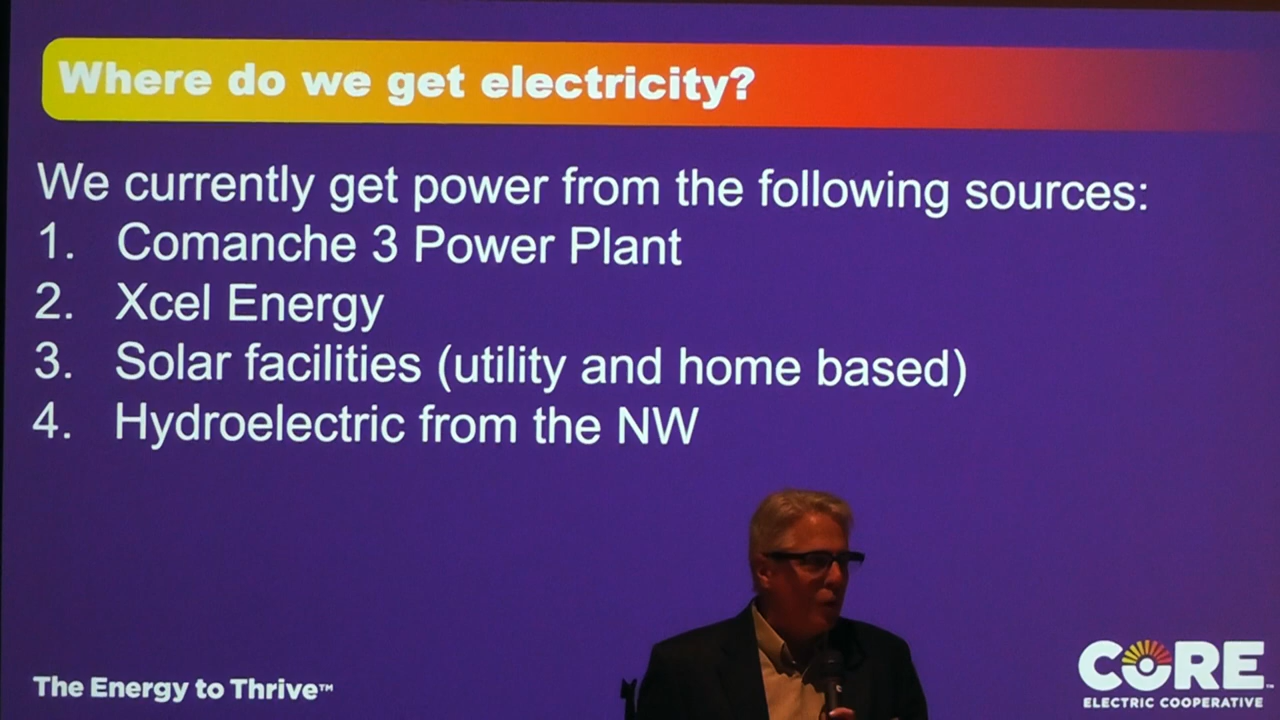 Where do we get electricity?
We currently get power from the following sources:
1. Comanche 3 Power Plant
2. Xcel Energy
3. Solar facilities (utility and home based)
4. Hydroelectric from the NW
The Energy to Thrive™
CORE™
ELECTRIC COOPERATIVE